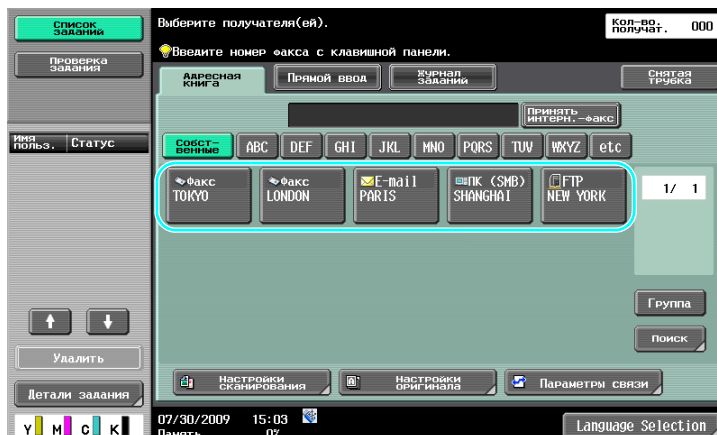 Список заданий
Проверка задания
Имя польз. Статус
Удалить
Детали задания
Y M C K
Выберите получателя(ей).
Кол-во. получат. 000
Введите номер факса с клавишной панели.
Адресная книга
Прямой ввод
Журнал заданий
Снятая трубка
Принять интерн.-факс
Собст-венные ABC DEF GHI JKL MNO PQRS TUV WXYZ etc
Факс TOKYO
Факс LONDON
E-mail PARIS
ПК (SMB) SHANGHAI
FTP NEW YORK
1/ 1
Группа
Поиск
Настройки сканирования
Настройки оригинала
Параметры связи
07/30/2009 15:03
Память 0%
Language Selection